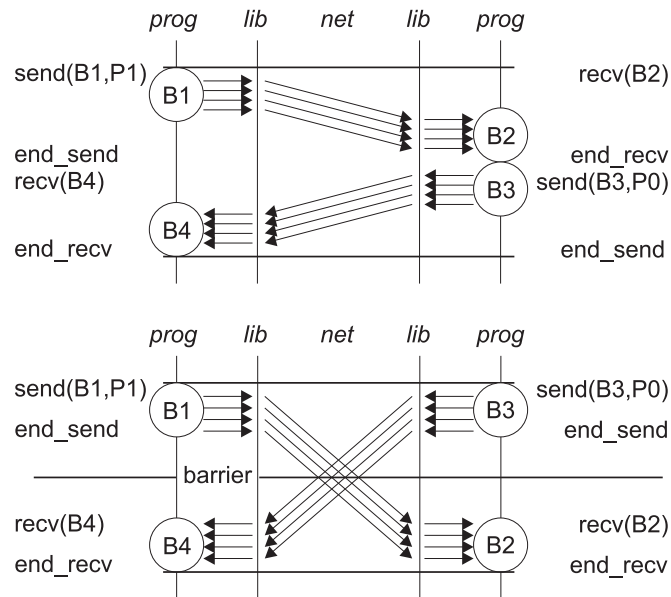 prog lib net lib prog
send(B1,P1) recv(B2)
B1
B2
end_send end_recv
recv(B4) send(B3,P0)
B3
B4
end_recv end_send
prog lib net lib prog
send(B1,P1) send(B3,P0)
B1 B3
end_send end_send
barrier
recv(B4) recv(B2)
B4 B2
end_recv end_recv